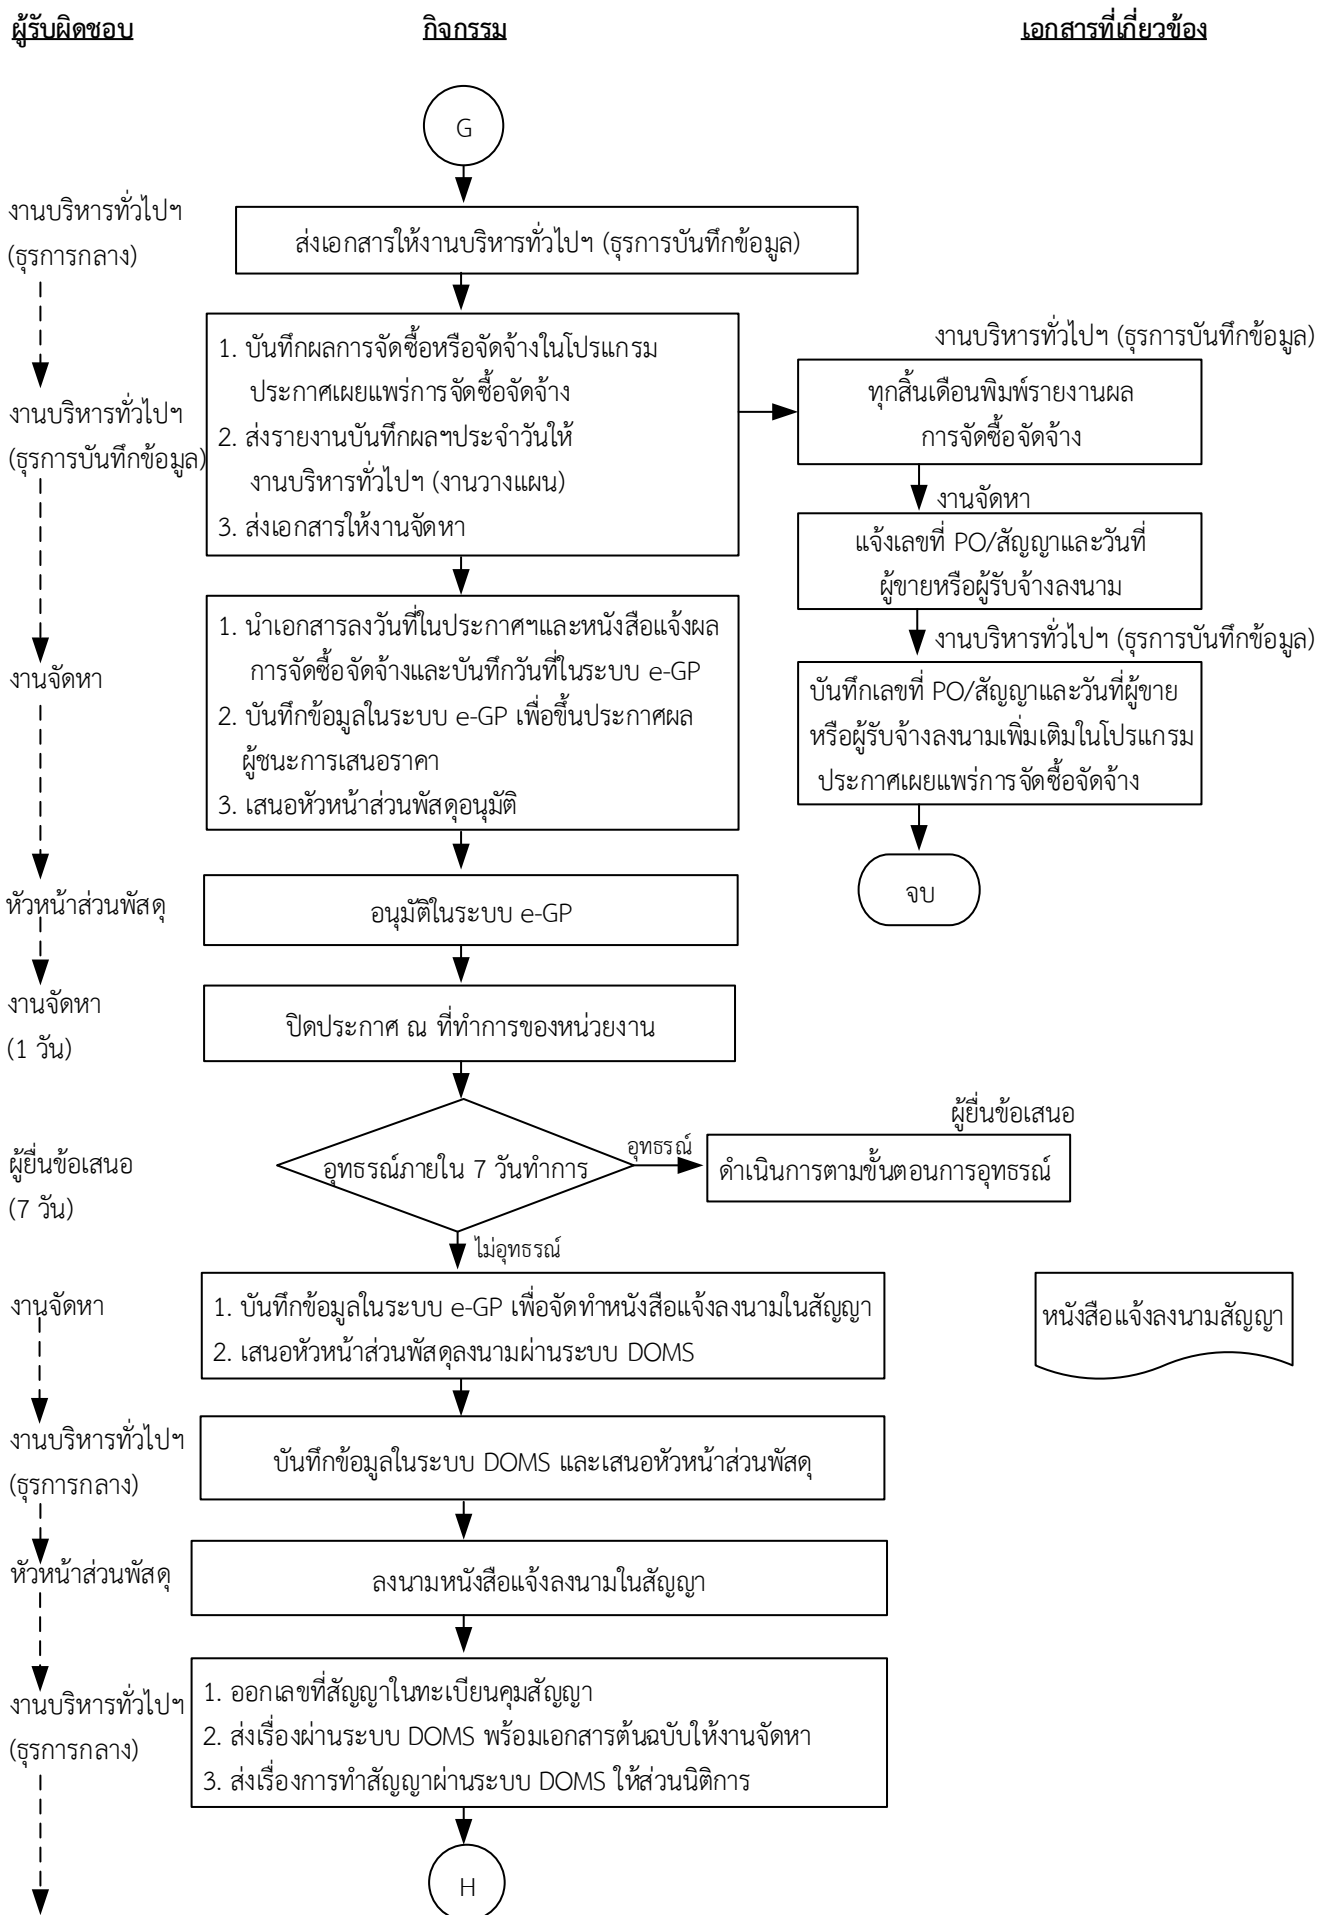 ผู้รับผิดชอบ
กิจกรรม
เอกสารที่เกี่ยวข้อง
G
งานบริหารทั่วไปฯ
(ธุรการกลาง)
ส่งเอกสารให้งานบริหารทั่วไปฯ (ธุรการบันทึกข้อมูล)
งานบริหารทั่วไปฯ
(ธุรการบันทึกข้อมูล)
1. บันทึกผลการจัดซื้อหรือจัดจ้างในโปรแกรม
ประกาศเผยแพร่การจัดซื้อจัดจ้าง
2. ส่งรายงานบันทึกผลฯประจำวันให้
งานบริหารทั่วไปฯ (งานวางแผน)
3. ส่งเอกสารให้งานจัดหา
งานบริหารทั่วไปฯ (ธุรการบันทึกข้อมูล)
ทุกสิ้นเดือนพิมพ์รายงานผล
การจัดซื้อจัดจ้าง
งานจัดหา
แจ้งเลขที่ PO/สัญญาและวันที่
ผู้ขายหรือผู้รับจ้างลงนาม
งานบริหารทั่วไปฯ (ธุรการบันทึกข้อมูล)
บันทึกเลขที่ PO/สัญญาและวันที่ผู้ขาย
หรือผู้รับจ้างลงนามเพิ่มเติมในโปรแกรม
ประกาศเผยแพร่การจัดซื้อจัดจ้าง
จบ
งานจัดหา
1. นำเอกสารลงวันที่ในประกาศฯและหนังสือแจ้งผล
การจัดซื้อจัดจ้างและบันทึกวันที่ในระบบ e-GP
2. บันทึกข้อมูลในระบบ e-GP เพื่อขึ้นประกาศผล
ผู้ชนะการเสนอราคา
3. เสนอหัวหน้าส่วนพัสดุอนุมัติ
หัวหน้าส่วนพัสดุ
อนุมัติในระบบ e-GP
งานจัดหา
(1 วัน)
ปิดประกาศ ณ ที่ทำการของหน่วยงาน
ผู้ยื่นข้อเสนอ
(7 วัน)
อุทธรณ์ภายใน 7 วันทำการ
อุทธรณ์
ผู้ยื่นข้อเสนอ
ดำเนินการตามขั้นตอนการอุทธรณ์
ไม่อุทธรณ์
งานจัดหา
1. บันทึกข้อมูลในระบบ e-GP เพื่อจัดทำหนังสือแจ้งลงนามในสัญญา
2. เสนอหัวหน้าส่วนพัสดุลงนามผ่านระบบ DOMS
หนังสือแจ้งลงนามสัญญา
งานบริหารทั่วไปฯ
(ธุรการกลาง)
บันทึกข้อมูลในระบบ DOMS และเสนอหัวหน้าส่วนพัสดุ
หัวหน้าส่วนพัสดุ
ลงนามหนังสือแจ้งลงนามในสัญญา
งานบริหารทั่วไปฯ
(ธุรการกลาง)
1. ออกเลขที่สัญญาในทะเบียนคุมสัญญา
2. ส่งเรื่องผ่านระบบ DOMS พร้อมเอกสารต้นฉบับให้งานจัดหา
3. ส่งเรื่องการทำสัญญาผ่านระบบ DOMS ให้ส่วนนิติการ
H